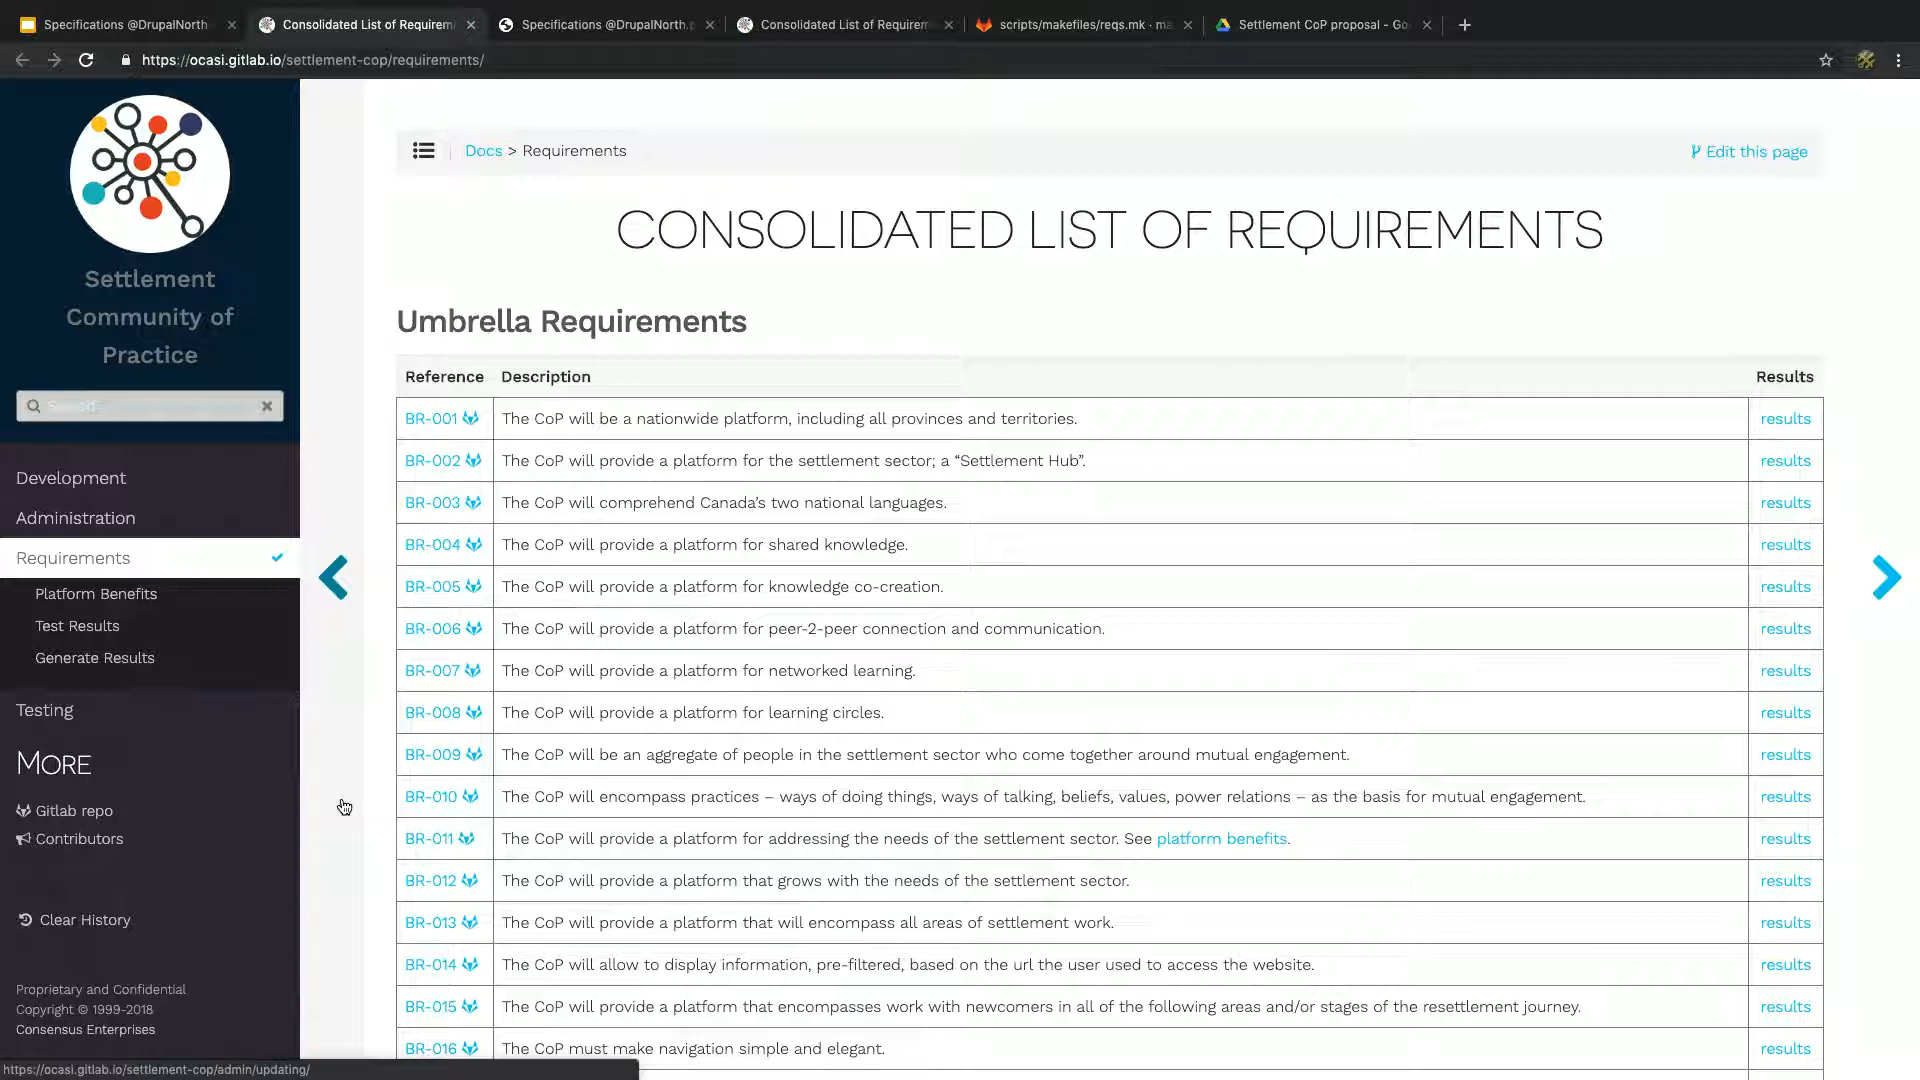 Specifications @DrupalNorth
Consolidated List of Requirem
Specifications @DrupalNorth.p
Consolidated List of Requirem
scripts/makefiles/reqs.mk · ma
Settlement CoP proposal - Go
https://ocasi.gitlab.io/settlement-cop/requirements/
Settlement
Community of
Practice
Development
Administration
Requirements
Platform Benefits
Test Results
Generate Results
Testing
MORE
Gitlab repo
Contributors
Clear History
Proprietary and Confidential
Copyright © 1999-2018
Consensus Enterprises
https://ocasi.gitlab.io/settlement-cop/admin/updating/
Docs > Requirements
Edit this page
CONSOLIDATED LIST OF REQUIREMENTS
Umbrella Requirements
Reference Description Results
BR-001 The CoP will be a nationwide platform, including all provinces and territories. results
BR-002 The CoP will provide a platform for the settlement sector; a “Settlement Hub”. results
BR-003 The CoP will comprehend Canada’s two national languages. results
BR-004 The CoP will provide a platform for shared knowledge. results
BR-005 The CoP will provide a platform for knowledge co-creation. results
BR-006 The CoP will provide a platform for peer-2-peer connection and communication. results
BR-007 The CoP will provide a platform for networked learning. results
BR-008 The CoP will provide a platform for learning circles. results
BR-009 The CoP will be an aggregate of people in the settlement sector who come together around mutual engagement. results
BR-010 The CoP will encompass practices – ways of doing things, ways of talking, beliefs, values, power relations – as the basis for mutual engagement. results
BR-011 The CoP will provide a platform for addressing the needs of the settlement sector. See platform benefits. results
BR-012 The CoP will provide a platform that grows with the needs of the settlement sector. results
BR-013 The CoP will provide a platform that will encompass all areas of settlement work. results
BR-014 The CoP will allow to display information, pre-filtered, based on the url the user used to access the website. results
BR-015 The CoP will provide a platform that encompasses work with newcomers in all of the following areas and/or stages of the resettlement journey. results
BR-016 The CoP must make navigation simple and elegant. results